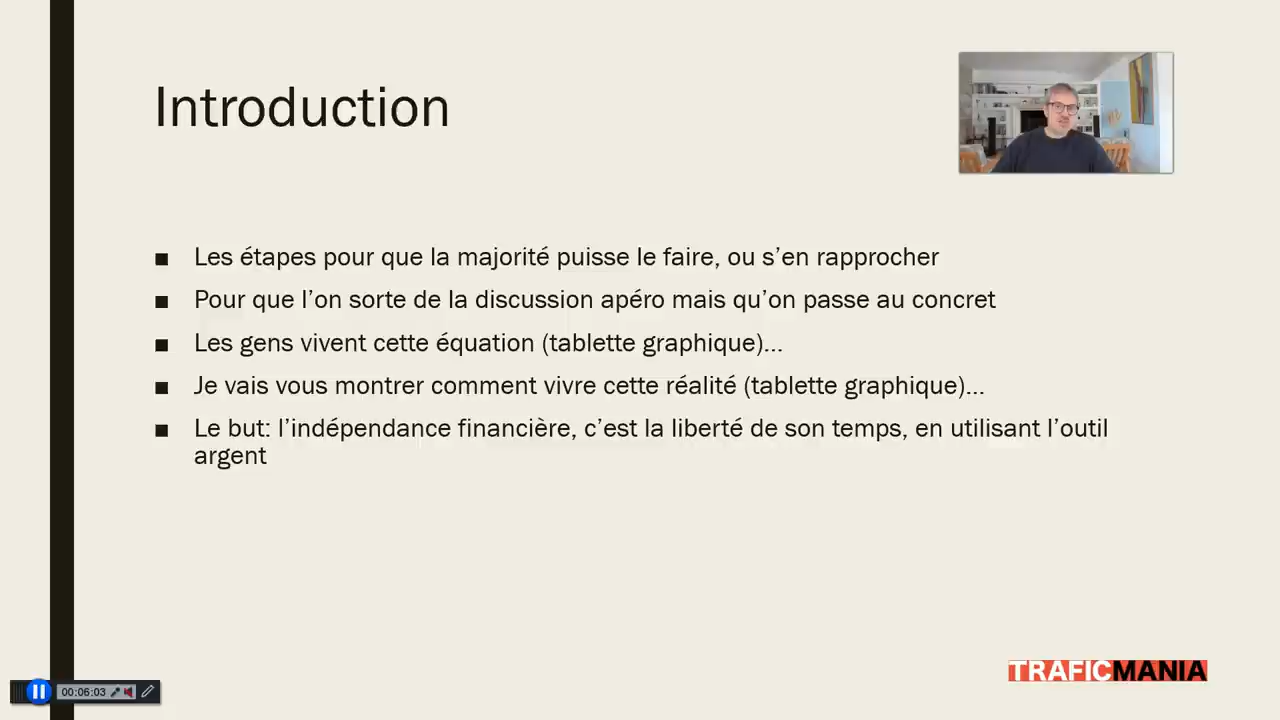 Introduction
■ Les étapes pour que la majorité puisse le faire, ou s’en rapprocher
■ Pour que l’on sorte de la discussion apéro mais qu’on passe au concret
■ Les gens vivent cette équation (tablette graphique)...
■ Je vais vous montrer comment vivre cette réalité (tablette graphique)...
■ Le but: l’indépendance financière, c’est la liberté de son temps, en utilisant l’outil
argent
TRAFICMANIA
00:06:03